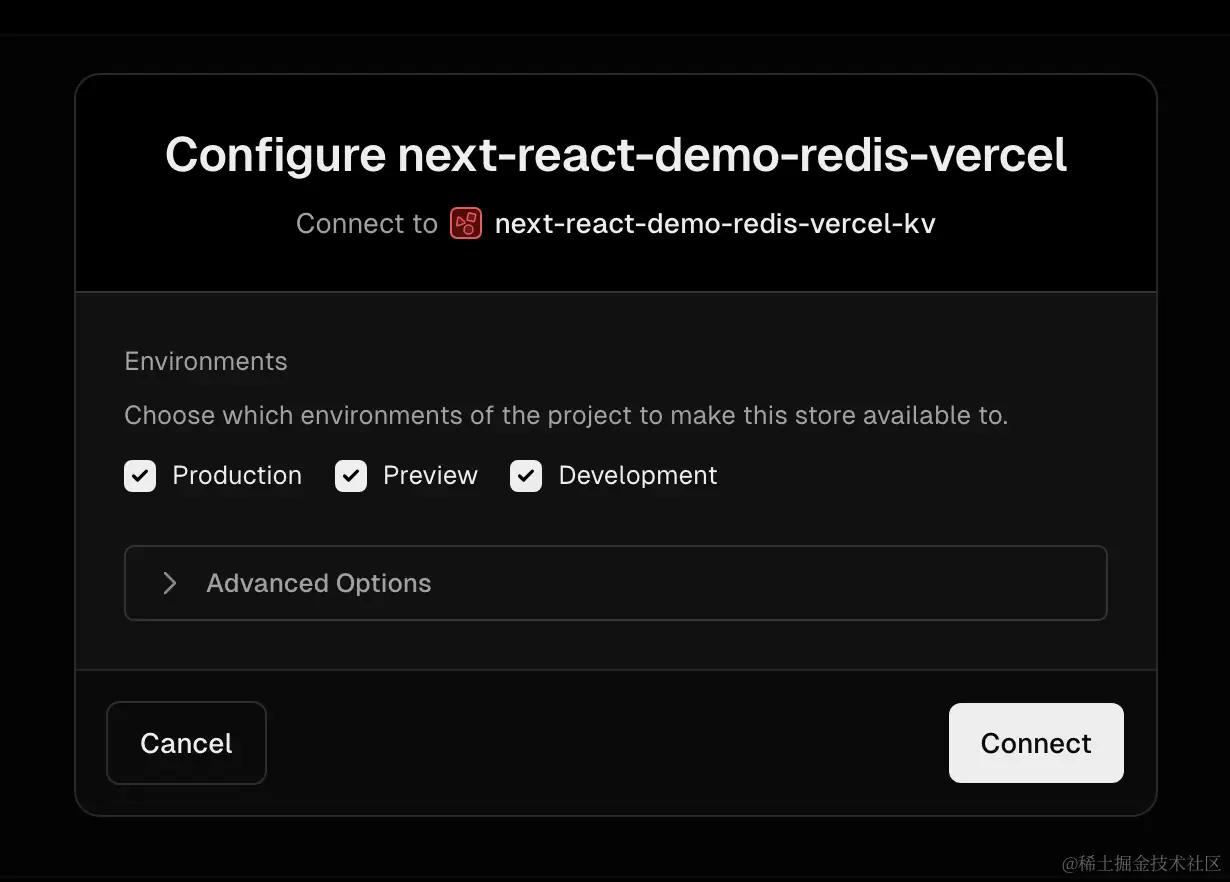 Configure next-react-demo-redis-vercel
Connect to next-react-demo-redis-vercel-kv
Environments
Choose which environments of the project to make this store available to.
Production Preview Development
Advanced Options
Cancel Connect
@稀土掘金技术社区